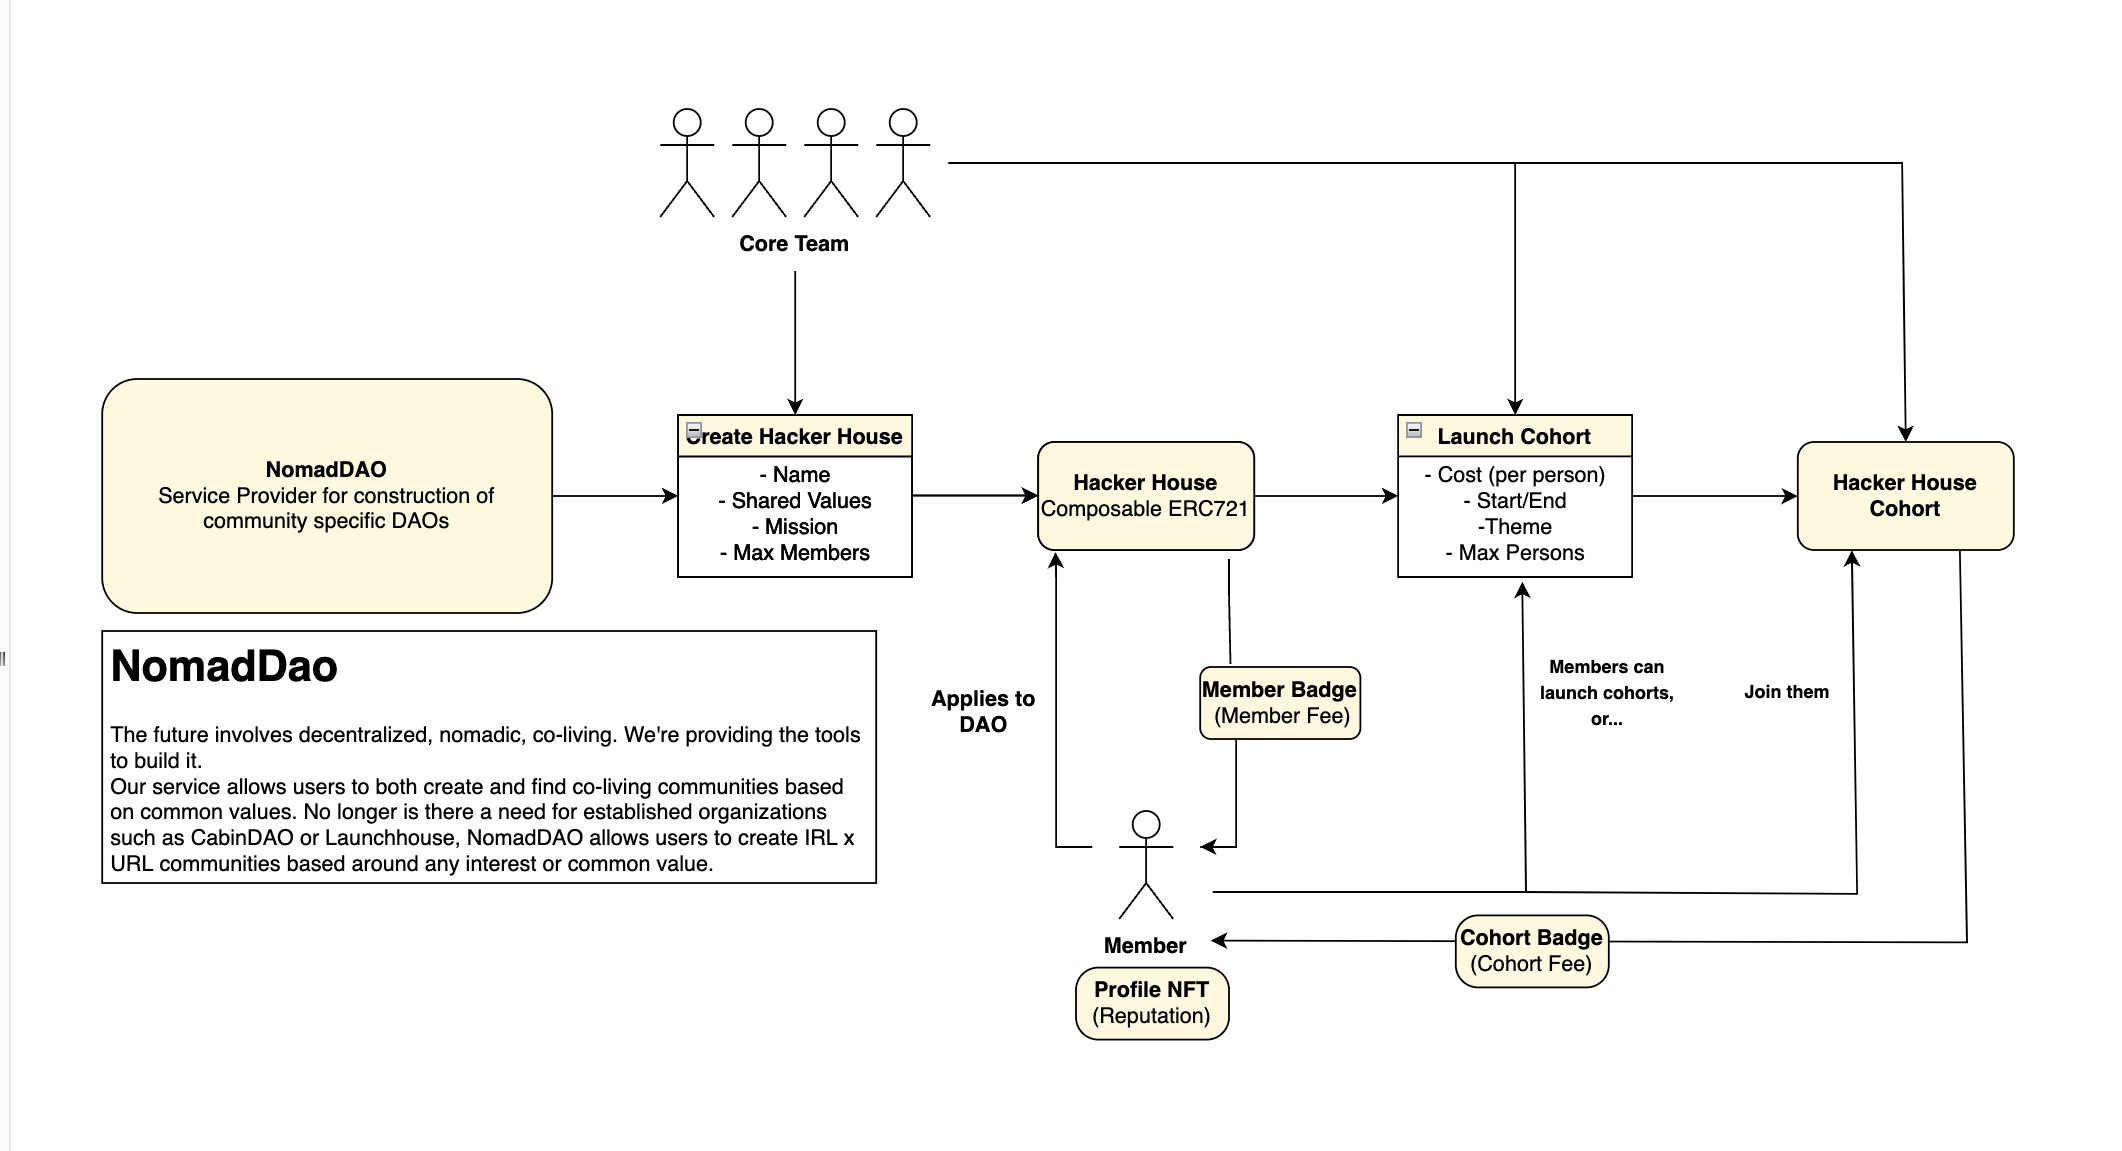 Core Team
NomadDAO
Service Provider for construction of
community specific DAOs
Create Hacker House
- Name
- Shared Values
- Mission
- Max Members
Hacker House
Composable ERC721
Launch Cohort
- Cost (per person)
- Start/End
-Theme
- Max Persons
Hacker House
Cohort
NomadDao
The future involves decentralized, nomadic, co-living. We're providing the tools
to build it.
Our service allows users to both create and find co-living communities based
on common values. No longer is there a need for established organizations
such as CabinDAO or Launchhouse, NomadDAO allows users to create IRL x
URL communities based around any interest or common value.
Applies to
DAO
Member Badge
(Member Fee)
Members can
launch cohorts,
or...
Join them
Member
Profile NFT
(Reputation)
Cohort Badge
(Cohort Fee)